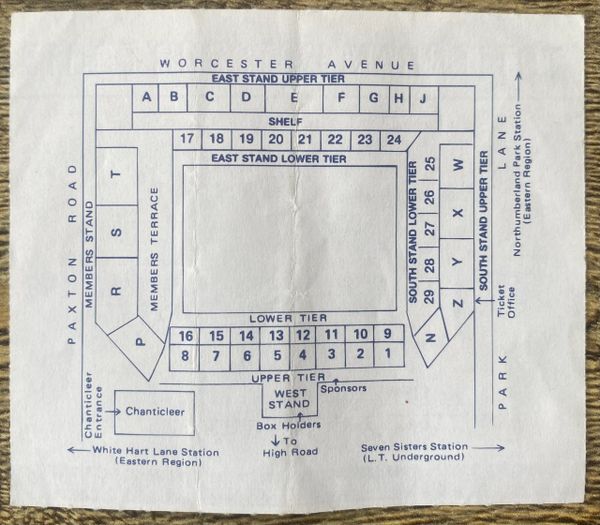 WORCESTER AVENUE
EAST STAND UPPER TIER
A B C D E F G H J
SHELF
17 18 19 20 21 22 23 24
EAST STAND LOWER TIER
PAXTON ROAD
MEMBERS STAND
T
S
R
P
MEMBERS TERRACE
SOUTH STAND LOWER TIER
25
26
27
28
29
N
W
X
Y
Z
SOUTH STAND UPPER TIER
PARK LANE
Northumberland Park Station
(Eastern Region)
Ticket
Office
LOWER TIER
16 15 14 13 12 11 10 9
8 7 6 5 4 3 2 1
UPPER TIER
Sponsors
WEST
STAND
Box Holders
To
High Road
Chanticleer
Entrance
Chanticleer
White Hart Lane Station
(Eastern Region)
Seven Sisters Station
(L.T. Underground)